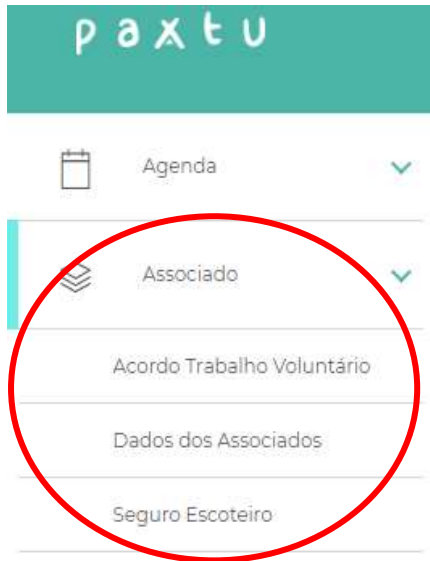 paxtu
Agenda
Associado
Acordo Trabalho Voluntário
Dados dos Associados
Seguro Escoteiro